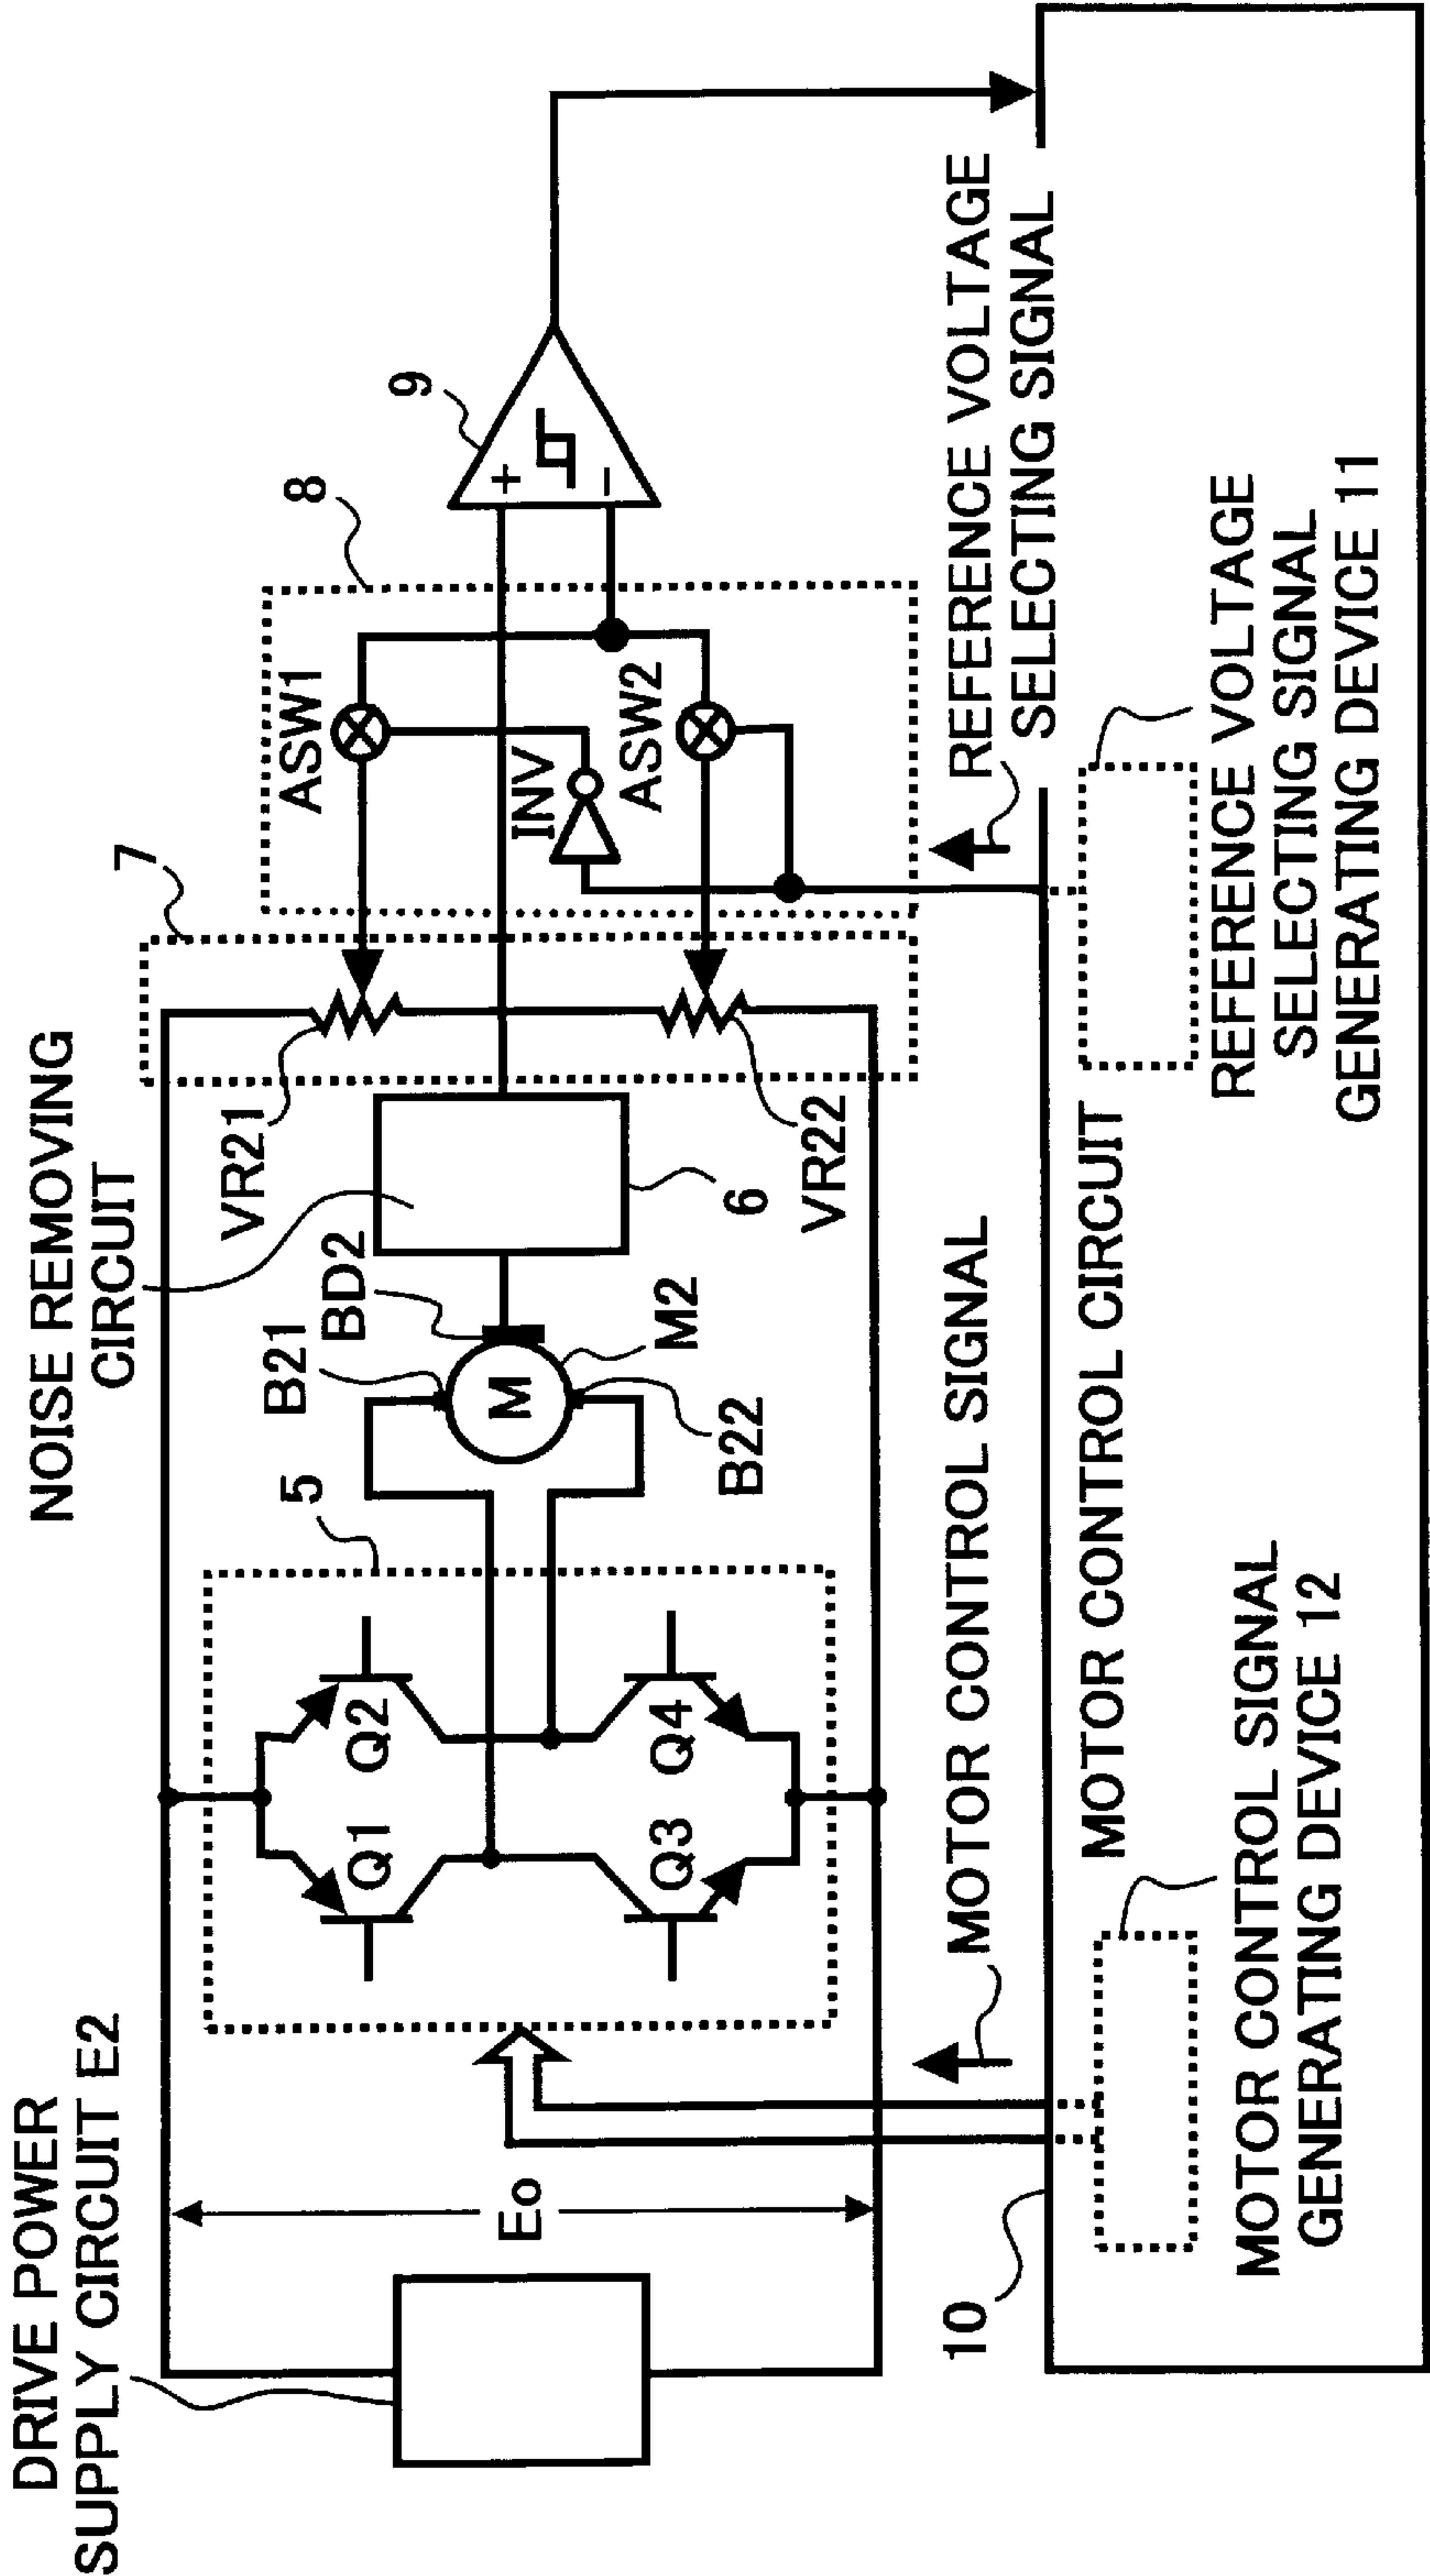 DRIVE POWER
SUPPLY CIRCUIT E2
NOISE REMOVING
CIRCUIT
7
8
9
5
B21
BD2
VR21
ASW1
Q1
Q2
Eo
M
M2
B22
6
VR22
INV
ASW2
+
−
Q3
Q4
10
MOTOR CONTROL SIGNAL
REFERENCE VOLTAGE
SELECTING SIGNAL
MOTOR CONTROL CIRCUIT
MOTOR CONTROL SIGNAL
GENERATING DEVICE 12
REFERENCE VOLTAGE
SELECTING SIGNAL
GENERATING DEVICE 11